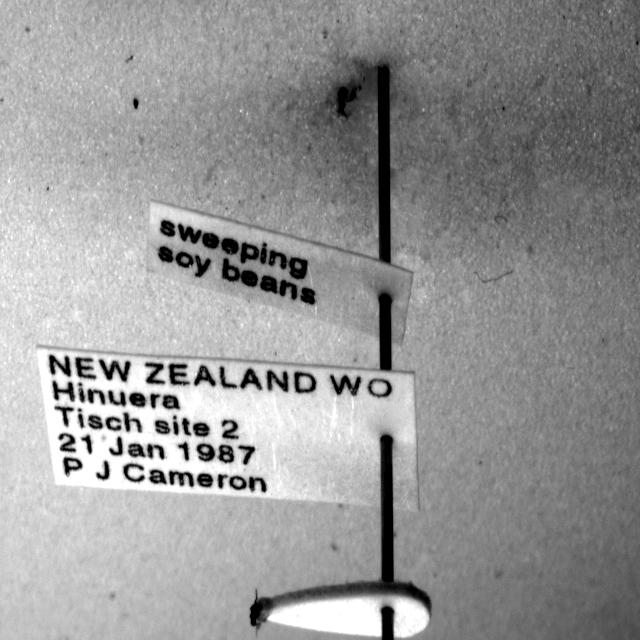 sweeping
soy beans
NEW ZEALAND WO
Hinuera
Tisch site 2
21 Jan 1987
P J Cameron